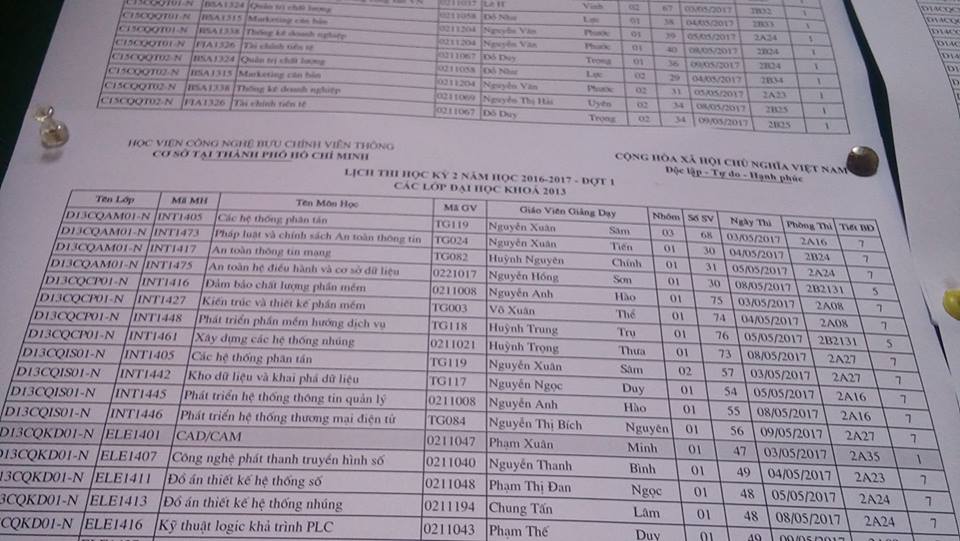 Vinh 02 67 03/05/2017 2B32
C15CQQT01-N BSA1324 Quản trị chất lượng 0211058 Đỗ Như Lực 01 38 04/05/2017 2B33 1
C15CQQT01-N BSA1315 Marketing căn bản 0211204 Nguyễn Văn Phước 01 39 05/05/2017 2A24 1
C15CQQT01-N BSA1338 Thống kê doanh nghiệp 0211204 Nguyễn Văn Phước 01 40 08/05/2017 2B24 1
C15CQQT01-N FIA1326 Tài chính tiền tệ 0211067 Đỗ Duy Trọng 01 36 09/05/2017 2B24 1
C15CQQT02-N BSA1324 Quản trị chất lượng 0211058 Đỗ Như Lực 02 29 04/05/2017 2B34 1
C15CQQT02-N BSA1315 Marketing căn bản 0211204 Nguyễn Văn Phước 02 31 05/05/2017 2A23 1
C15CQQT02-N BSA1338 Thống kê doanh nghiệp 0211069 Nguyễn Thị Hải Uyên 02 34 08/05/2017 2B25 1
C15CQQT02-N FIA1326 Tài chính tiền tệ 0211067 Đỗ Duy Trọng 02 34 09/05/2017 2B25 1
HỌC VIỆN CÔNG NGHỆ BƯU CHÍNH VIỄN THÔNG
CƠ SỞ TẠI THÀNH PHỐ HỒ CHÍ MINH
CỘNG HÒA XÃ HỘI CHỦ NGHĨA VIỆT NAM
Độc lập - Tự do - Hạnh phúc
LỊCH THI HỌC KỲ 2 NĂM HỌC 2016-2017 - ĐỢT 1
CÁC LỚP ĐẠI HỌC KHOÁ 2013
Tên Lớp Mã MH Tên Môn Học Mã GV Giáo Viên Giảng Dạy Nhóm Số SV Ngày Thi Phòng Thi Tiết BĐ
D13CQAM01-N INT1405 Các hệ thống phân tán TG119 Nguyễn Xuân Sâm 03 68 03/05/2017 2A16 7
D13CQAM01-N INT1473 Pháp luật và chính sách An toàn thông tin TG024 Nguyễn Xuân Tiến 01 30 04/05/2017 2B24 7
D13CQAM01-N INT1417 An toàn thông tin mạng TG082 Huỳnh Nguyên Chính 01 31 05/05/2017 2A24 7
D13CQAM01-N INT1475 An toàn hệ điều hành và cơ sở dữ liệu 0221017 Nguyễn Hồng Sơn 01 30 08/05/2017 2B2131 5
D13CQCP01-N INT1416 Đảm bảo chất lượng phần mềm 0211008 Nguyễn Anh Hào 01 75 03/05/2017 2A08 7
D13CQCP01-N INT1427 Kiến trúc và thiết kế phần mềm TG003 Võ Xuân Thể 01 74 04/05/2017 2A08 7
D13CQCP01-N INT1448 Phát triển phần mềm hướng dịch vụ TG118 Huỳnh Trung Trụ 01 76 05/05/2017 2B2131 5
D13CQCP01-N INT1461 Xây dựng các hệ thống nhúng 0211021 Huỳnh Trọng Thưa 01 73 08/05/2017 2A27 7
D13CQIS01-N INT1405 Các hệ thống phân tán TG119 Nguyễn Xuân Sâm 02 57 03/05/2017 2A27 7
D13CQIS01-N INT1442 Kho dữ liệu và khai phá dữ liệu TG117 Nguyễn Ngọc Duy 01 54 05/05/2017 2A16 7
D13CQIS01-N INT1445 Phát triển hệ thống thông tin quản lý 0211008 Nguyễn Anh Hào 01 55 08/05/2017 2A16 7
D13CQIS01-N INT1446 Phát triển hệ thống thương mại điện tử TG084 Nguyễn Thị Bích Nguyên 01 56 09/05/2017 2A27 7
D13CQKD01-N ELE1401 CAD/CAM 0211047 Phạm Xuân Minh 01 47 03/05/2017 2A35 1
D13CQKD01-N ELE1407 Công nghệ phát thanh truyền hình số 0211040 Nguyễn Thanh Bình 01 49 04/05/2017 2A23 7
D13CQKD01-N ELE1411 Đồ án thiết kế hệ thống số 0211048 Phạm Thị Đan Ngọc 01 48 05/05/2017 2A24 7
3CQKD01-N ELE1413 Đồ án thiết kế hệ thống nhúng 0211194 Chung Tấn Lâm 01 48 08/05/2017 2A24 7
CQKD01-N ELE1416 Kỹ thuật logic khả trình PLC 0211043 Phạm Thế Duy 01 49 09/05/2017